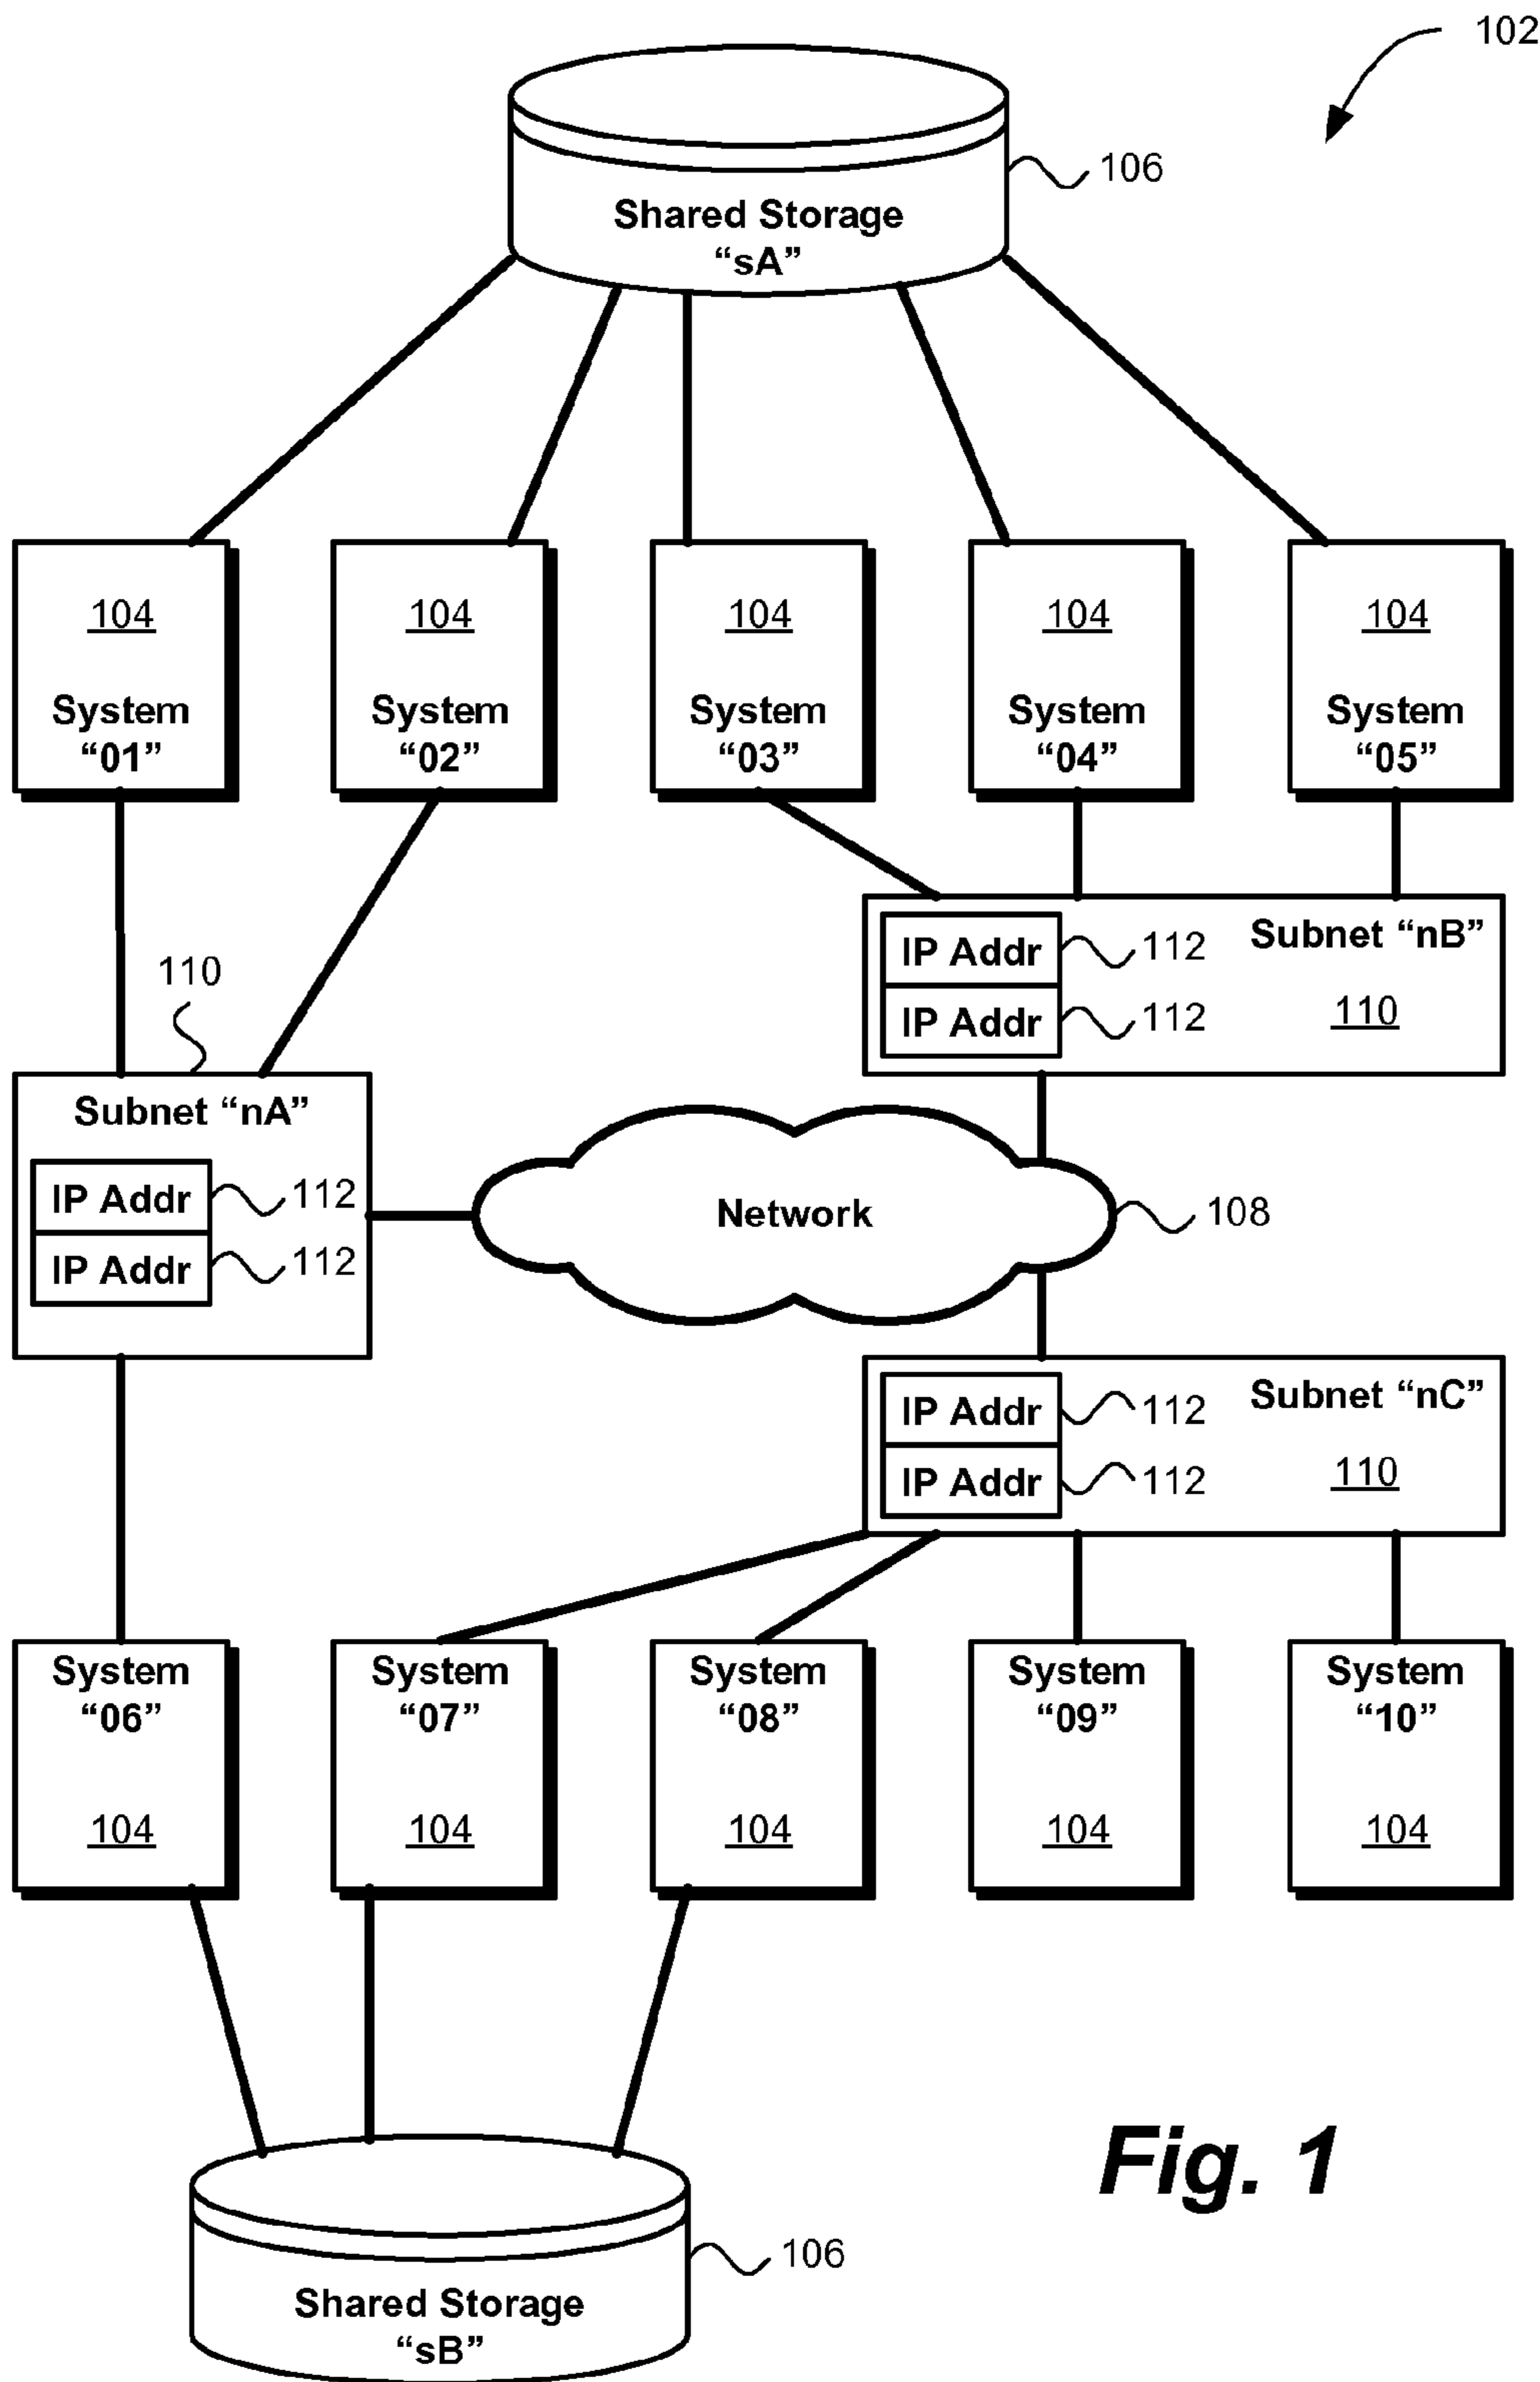 102
106
Shared Storage
“sA”
104
System
“01”
104
System
“02”
104
System
“03”
104
System
“04”
104
System
“05”
110
Subnet “nA”
IP Addr
112
IP Addr
112
Subnet “nB”
IP Addr
112
IP Addr
112
110
Network
108
Subnet “nC”
IP Addr
112
IP Addr
112
110
System
“06”
104
System
“07”
104
System
“08”
104
System
“09”
104
System
“10”
104
Shared Storage
“sB”
106
Fig. 1